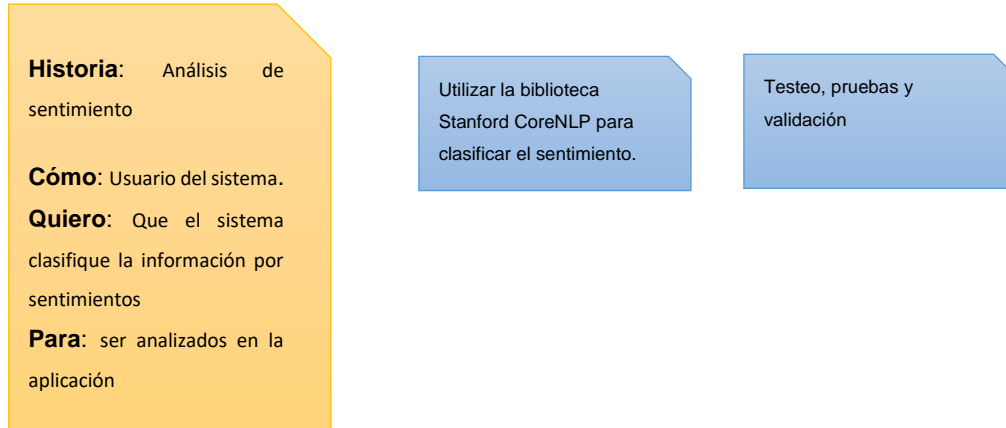 Historia: Análisis de
sentimiento
Cómo: Usuario del sistema.
Quiero: Que el sistema
clasifique la información por
sentimientos
Para: ser analizados en la
aplicación
Utilizar la biblioteca
Stanford CoreNLP para
clasificar el sentimiento.
Testeo, pruebas y
validación